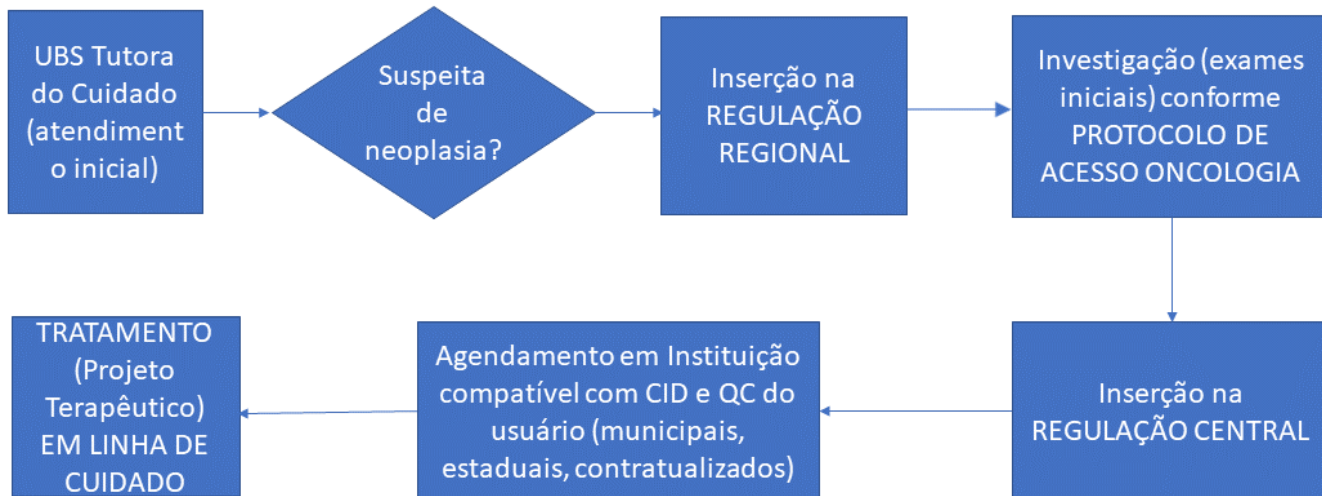 UBS Tutora
do Cuidado
(atendiment
o inicial)
Suspeita
de
neoplasia?
Inserção na
REGULAÇÃO
REGIONAL
Investigação (exames
iniciais) conforme
PROTOCOLO DE
ACESSO ONCOLOGIA
Inserção na
REGULAÇÃO CENTRAL
Agendamento em Instituição
compatível com CID e QC do
usuário (municipais,
estaduais, contratualizados)
TRATAMENTO
(Projeto
Terapêutico)
EM LINHA DE
CUIDADO